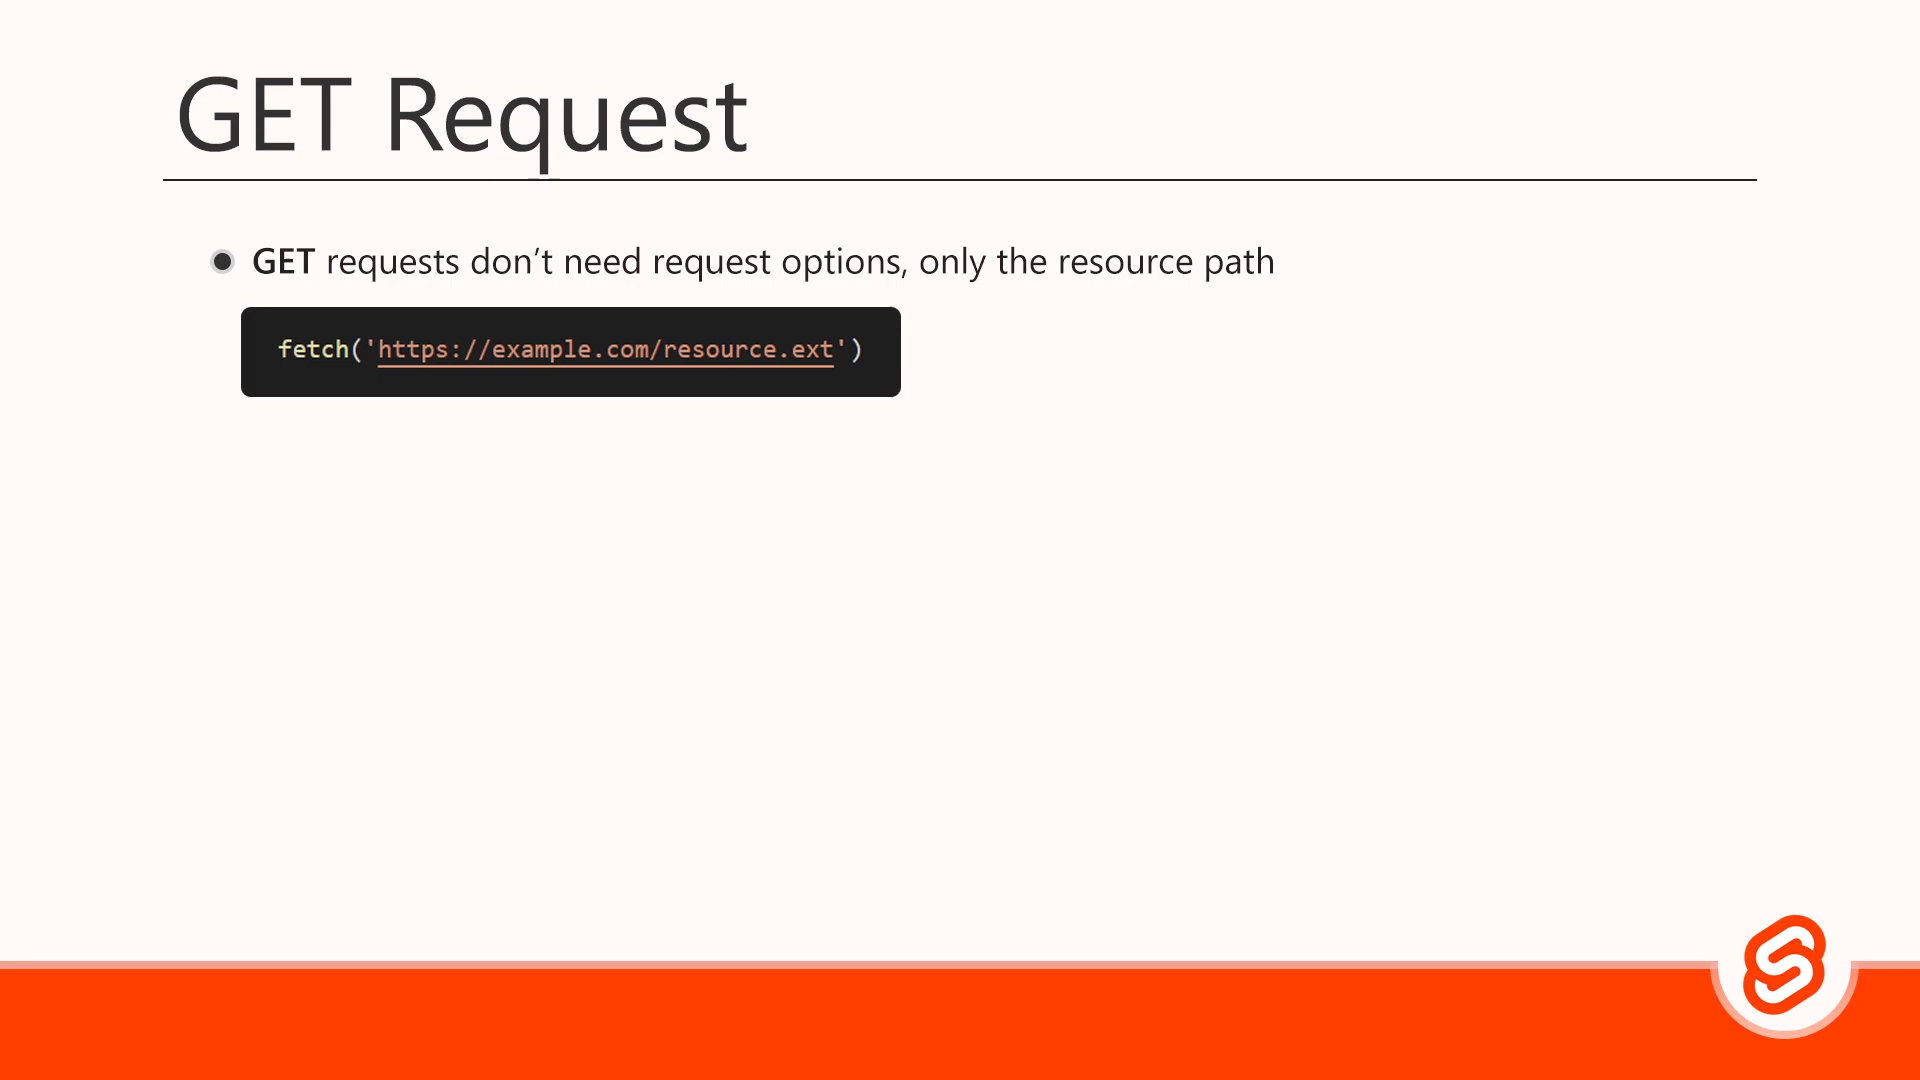 GET Request
GET requests don’t need request options, only the resource path
fetch('https://example.com/resource.ext')